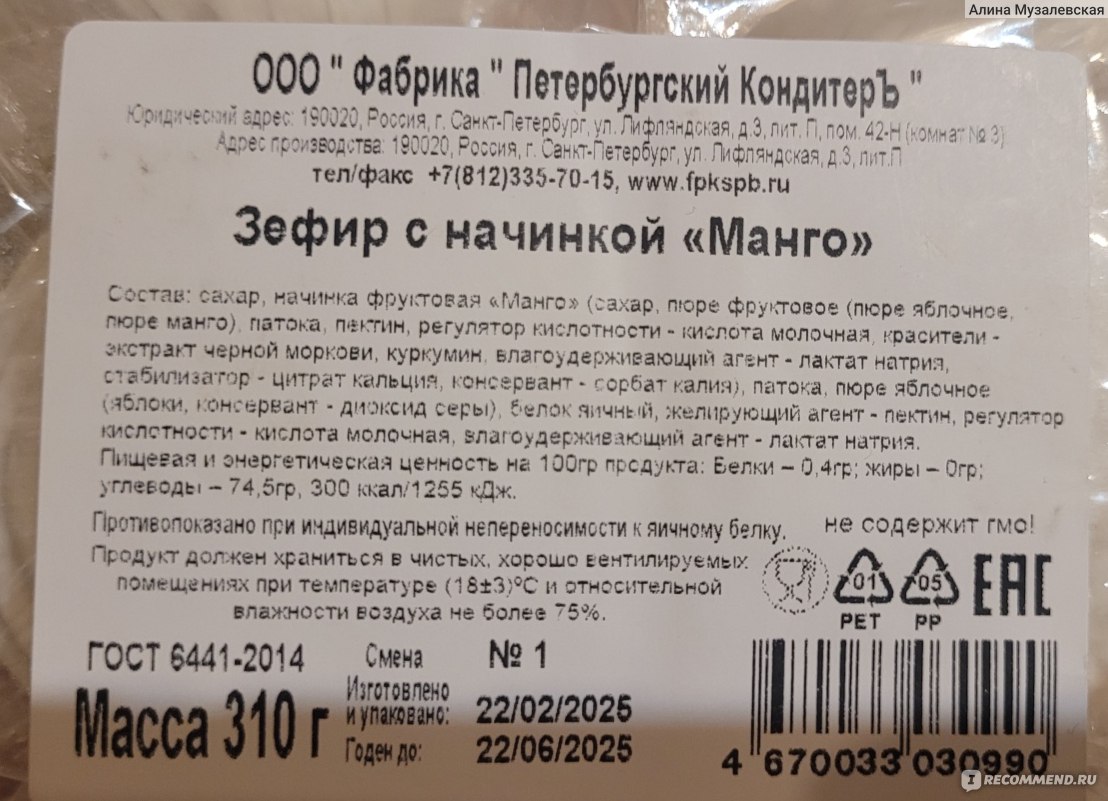 Алина Музалевская
ООО " Фабрика " Петербургский КондитерЪ "
Юридический адрес: 190020, Россия, г. Санкт-Петербург, ул. Лифляндская, д.3, лит. П, пом. 42-Н (комнат № 3)
Адрес производства: 190020, Россия, г. Санкт-Петербург, ул. Лифляндская, д.3, лит.П
тел/факс +7(812)335-70-15, www.fpkspb.ru
Зефир с начинкой «Манго»
Состав: сахар, начинка фруктовая «Манго» (сахар, пюре фруктовое (пюре яблочное,
пюре манго), патока, пектин, регулятор кислотности - кислота молочная, красители -
экстракт черной моркови, куркумин, влагоудерживающий агент - лактат натрия,
стабилизатор - цитрат кальция, консервант - сорбат калия), патока, пюре яблочное
(яблоки, консервант - диоксид серы), белок яичный, желирующий агент - пектин, регулятор
кислотности - кислота молочная, влагоудерживающий агент - лактат натрия.
Пищевая и энергетическая ценность на 100гр продукта: Белки – 0,4гр; жиры – 0гр;
углеводы – 74,5гр, 300 ккал/1255 кДж.
Противопоказано при индивидуальной непереносимости к яичному белку.
не содержит гмо!
Продукт должен храниться в чистых, хорошо вентилируемых
помещениях при температуре (18±3)ºС и относительной
влажности воздуха не более 75%.
01 05 EAC
PET PP
ГОСТ 6441-2014 Смена № 1
Масса 310 г
Изготовлено
и упаковано: 22/02/2025
Годен до: 22/06/2025
4 670033 030990
IRECOMMEND.RU